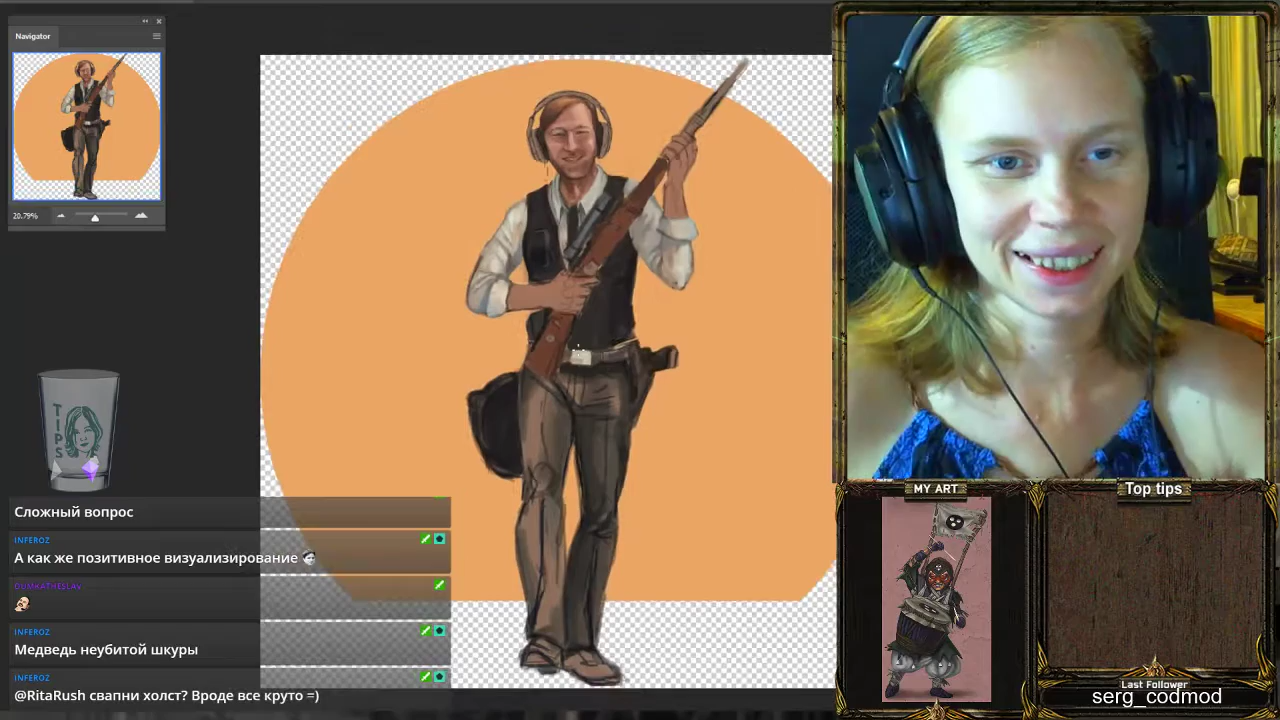 Navigator
20.79%
TIPS
Сложный вопрос
INFEROZ
А как же позитивное визуализирование
INFEROZ
Медведь неубитой шкуры
INFEROZ
@RitaRush свапни холст? Вроде все круто =)
MY ART
Top tips
Last Follower
serg_codmod